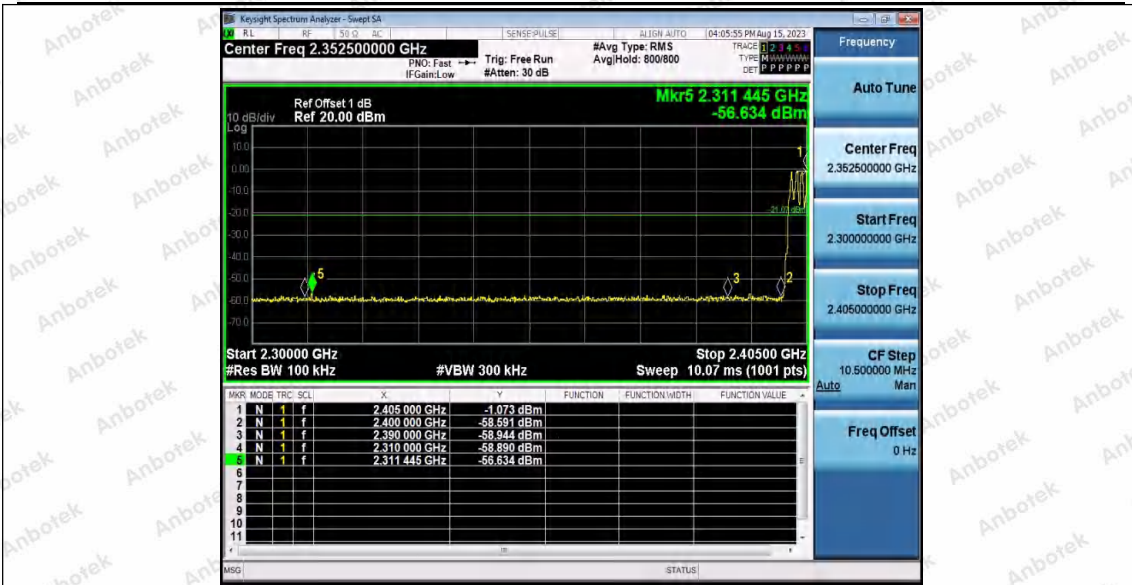 Keysight Spectrum Analyzer - Swept SA
RL RF 50 Ω AC SENSE:PULSE ALIGN AUTO 04:05:55 PM Aug 15, 2023
Center Freq 2.352500000 GHz
PNO: Fast Trig: Free Run
IFGain:Low #Atten: 30 dB
#Avg Type: RMS
Avg|Hold: 800/800
TRACE 1 2 3 4 5 6
TYPE M
DET P P P P P P
Mkr5 2.311 445 GHz
-56.634 dBm
Ref Offset 1 dB
10 dB/div Ref 20.00 dBm
Log
10.0
0.00
-10.0
-20.0
-30.0
-40.0
-50.0
-60.0
-70.0
1
-21.07 dBm
5
3
2
Start 2.30000 GHz Stop 2.40500 GHz
#Res BW 100 kHz #VBW 300 kHz Sweep 10.07 ms (1001 pts)
MKR MODE TRC SCL X Y FUNCTION FUNCTION WIDTH FUNCTION VALUE
1 N 1 f 2.405 000 GHz -1.073 dBm
2 N 1 f 2.400 000 GHz -58.591 dBm
3 N 1 f 2.390 000 GHz -58.944 dBm
4 N 1 f 2.310 000 GHz -58.890 dBm
5 N 1 f 2.311 445 GHz -56.634 dBm
6
7
8
9
10
11
MSG STATUS
Frequency
Auto Tune
Center Freq
2.352500000 GHz
Start Freq
2.300000000 GHz
Stop Freq
2.405000000 GHz
CF Step
10.500000 MHz
Auto Man
Freq Offset
0 Hz
Anbotek